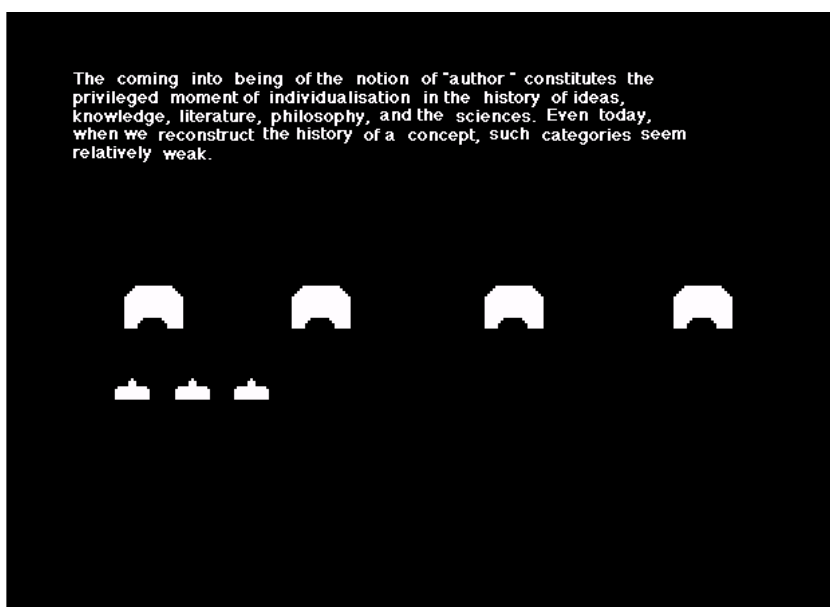 The coming into being of the notion of "author" constitutes the
privileged moment of individualisation in the history of ideas,
knowledge, literature, philosophy, and the sciences. Even today,
when we reconstruct the history of a concept, such categories seem
relatively weak.